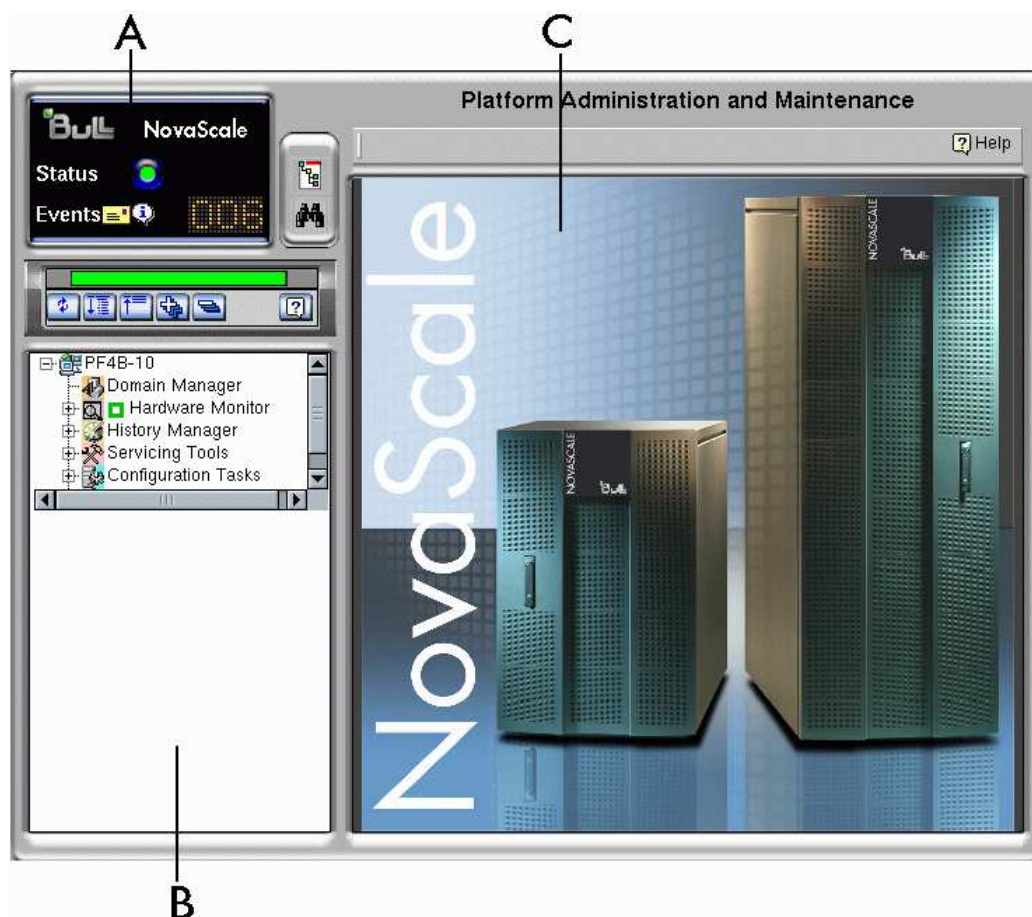 A
C
Platform Administration and Maintenance
Bull NovaScale
Status
Events 006
Help
PF4B-10
Domain Manager
Hardware Monitor
History Manager
Servicing Tools
Configuration Tasks
NovaScale
NOVASCALE
Bull
NOVASCALE
Bull
B